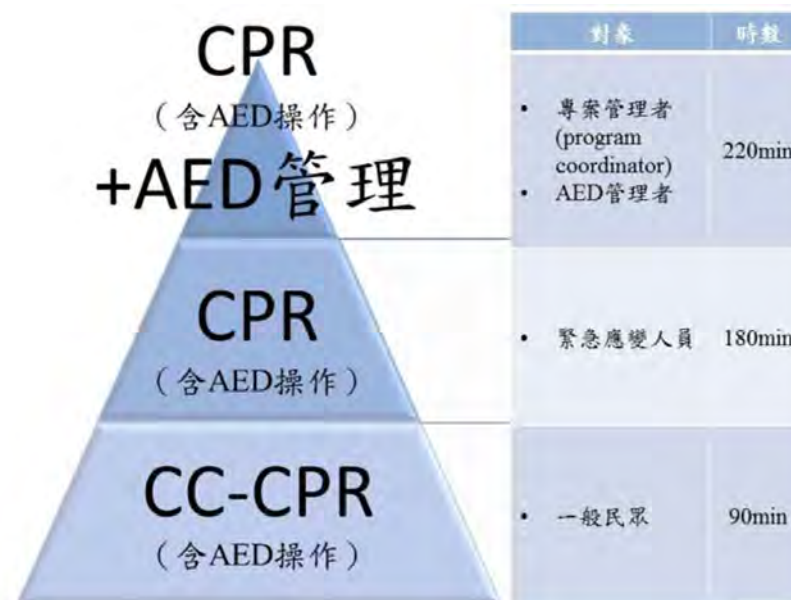 CPR
（含AED操作）
+AED管理
CPR
（含AED操作）
CC-CPR
（含AED操作）
對象 時數
• 專案管理者
(program
coordinator)
• AED管理者
220min
• 緊急應變人員 180min
• 一般民眾 90min